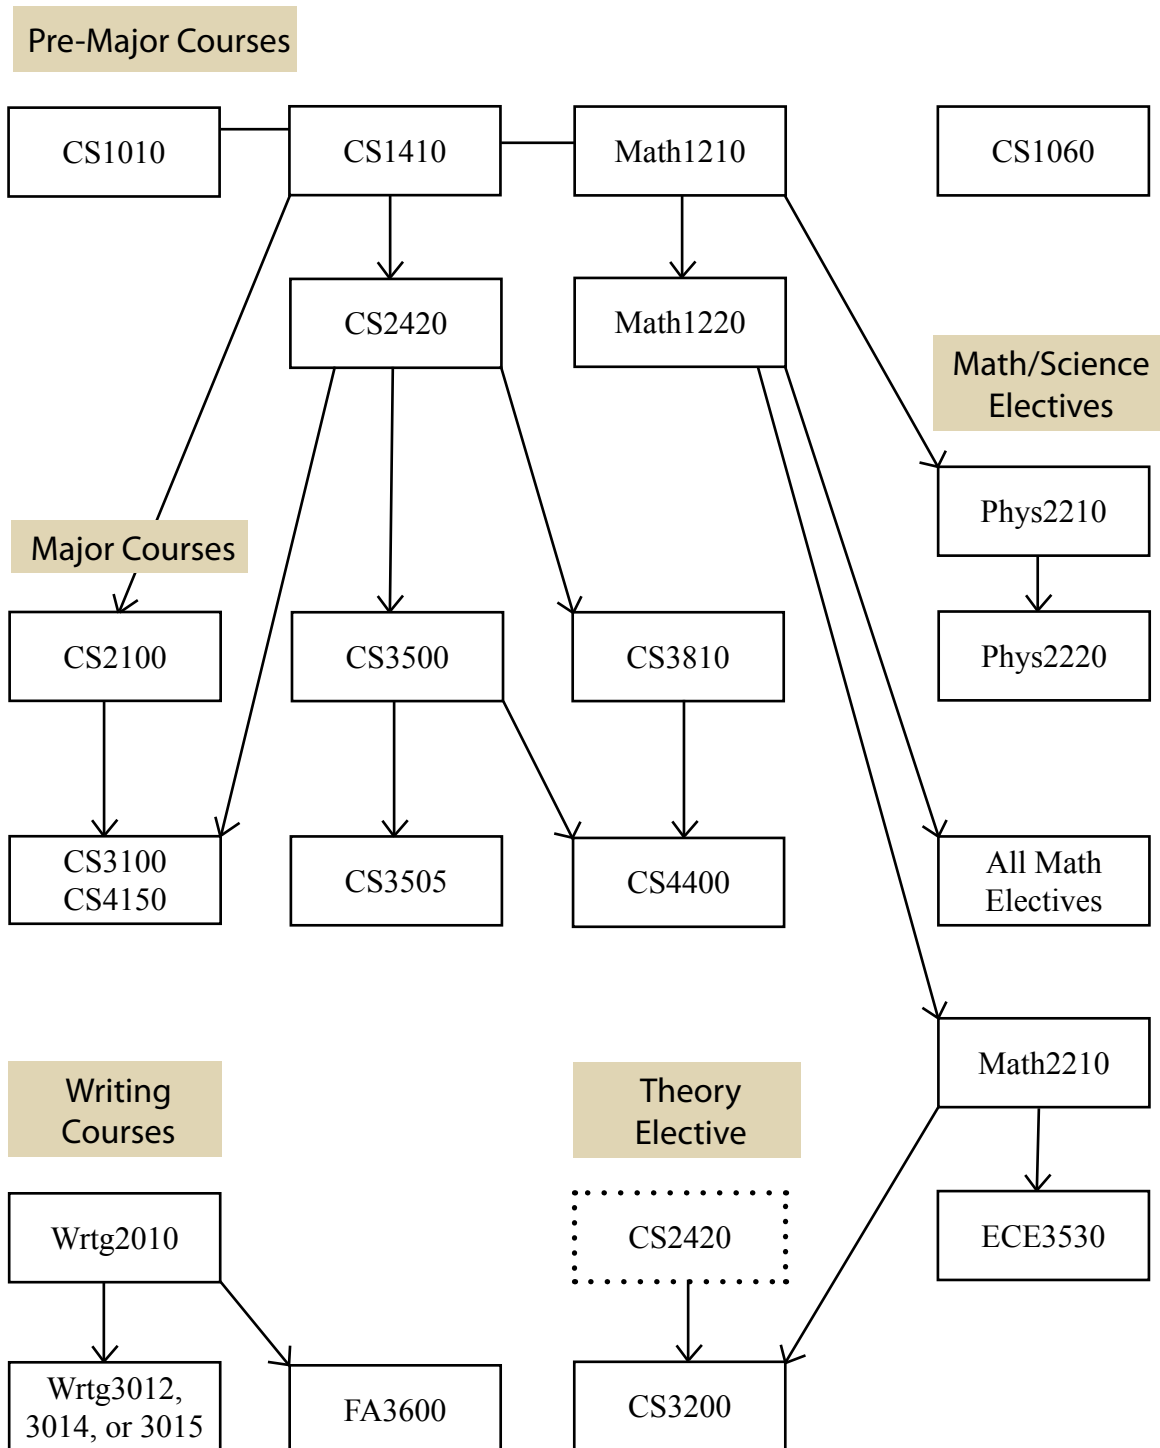 Pre-Major Courses
CS1010
CS1410
Math1210
CS1060
CS2420
Math1220
Math/Science
Electives
Phys2210
Major Courses
CS2100
CS3500
CS3810
Phys2220
CS3100
CS4150
CS3505
CS4400
All Math
Electives
Math2210
Writing
Courses
Theory
Elective
Wrtg2010
CS2420
ECE3530
Wrtg3012,
3014, or 3015
FA3600
CS3200